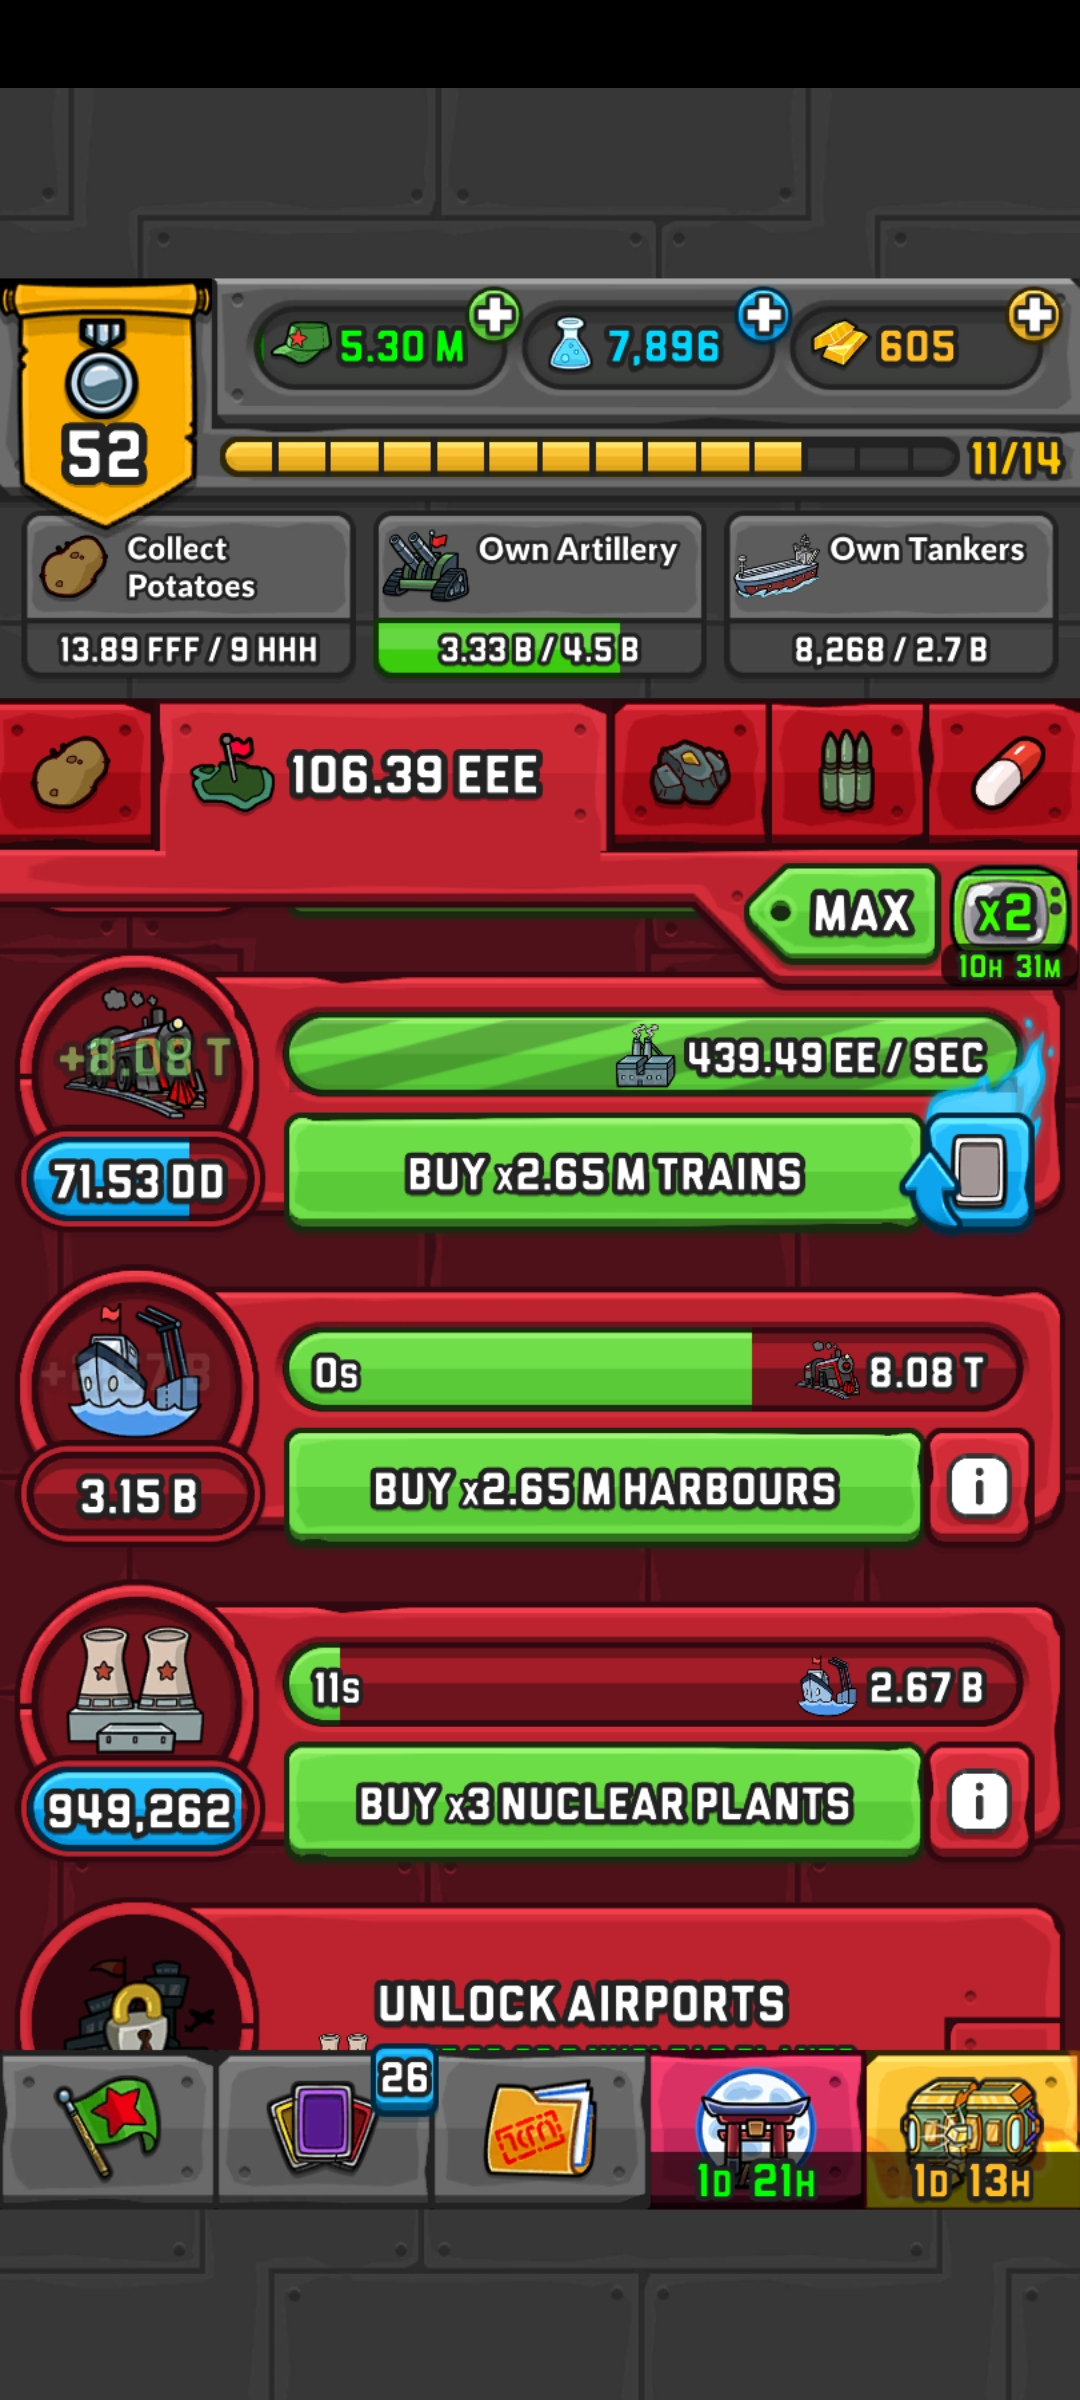 5.30 M
7,896
605
52
11/14
Collect
Potatoes
13.89 FFF / 9 HHH
Own Artillery
3.33 B / 4.5 B
Own Tankers
8,268 / 2.7 B
106.39 EEE
MAX
x2
10H 31M
+8.08 T
439.49 EE / SEC
71.53 DD
BUY x2.65 M TRAINS
0s
8.08 T
3.15 B
BUY x2.65 M HARBOURS
i
11s
2.67 B
949,262
BUY x3 NUCLEAR PLANTS
i
UNLOCK AIRPORTS
26
1D 21H
1D 13H